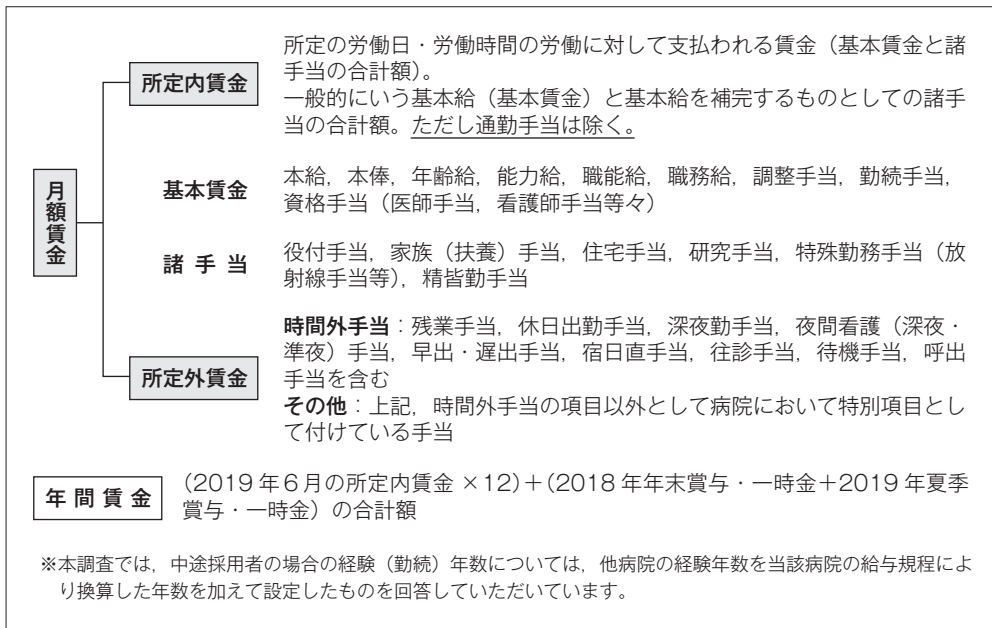 所定の労働日・労働時間の労働に対して支払われる賃金（基本賃金と諸
手当の合計額）。
所定内賃金
一般的にいう基本給（基本賃金）と基本給を補完するものとしての諸手
当の合計額。ただし通勤手当は除く。
月額賃金
基本賃金
本給，本俸，年齢給，能力給，職能給，職務給，調整手当，勤続手当，
資格手当（医師手当，看護師手当等々）
諸手当
役付手当，家族（扶養）手当，住宅手当，研究手当，特殊勤務手当（放
射線手当等），精皆勤手当
所定外賃金
時間外手当：残業手当，休日出勤手当，深夜勤手当，夜間看護（深夜・
準夜）手当，早出・遅出手当，宿日直手当，往診手当，待機手当，呼出
手当を含む
その他：上記，時間外手当の項目以外として病院において特別項目とし
て付けている手当
年間賃金
（2019年6月の所定内賃金×12）＋（2018年年末賞与・一時金＋2019年夏季
賞与・一時金）の合計額
※本調査では，中途採用者の場合の経験（勤続）年数については，他病院の経験年数を当該病院の給与規程によ
り換算した年数を加えて設定したものを回答していただいています。